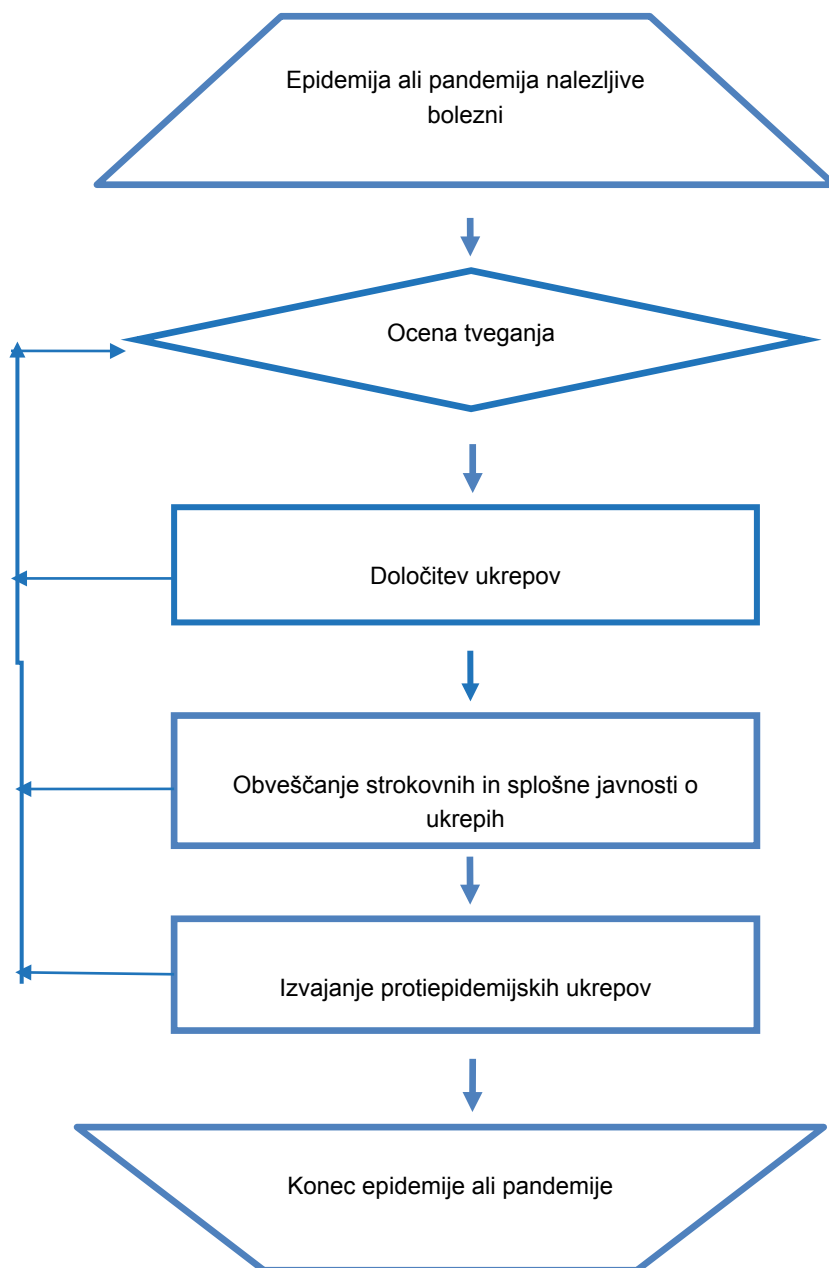 Epidemija ali pandemija nalezljive
bolezni
Ocena tveganja
Določitev ukrepov
Obveščanje strokovnih in splošne javnosti o
ukrepih
Izvajanje protiepidemijskih ukrepov
Konec epidemije ali pandemije